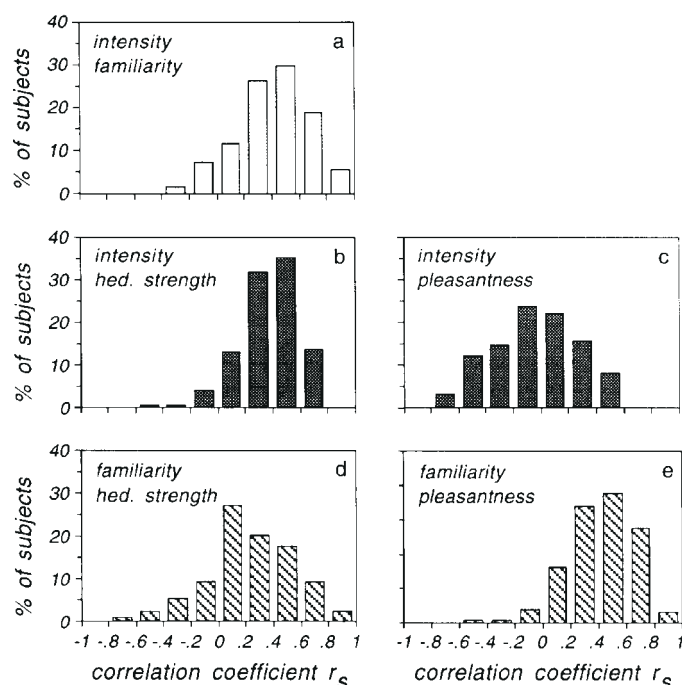 40
30
20
10
0
% of subjects
intensity
familiarity
a
40
30
20
10
0
% of subjects
intensity
hed. strength
b
intensity
pleasantness
c
40
30
20
10
0
% of subjects
familiarity
hed. strength
d
familiarity
pleasantness
e
-1 -.8 -.6 -.4 -.2 0 .2 .4 .6 .8 1
-1 -.8 -.6 -.4 -.2 0 .2 .4 .6 .8 1
correlation coefficient rs
correlation coefficient rs